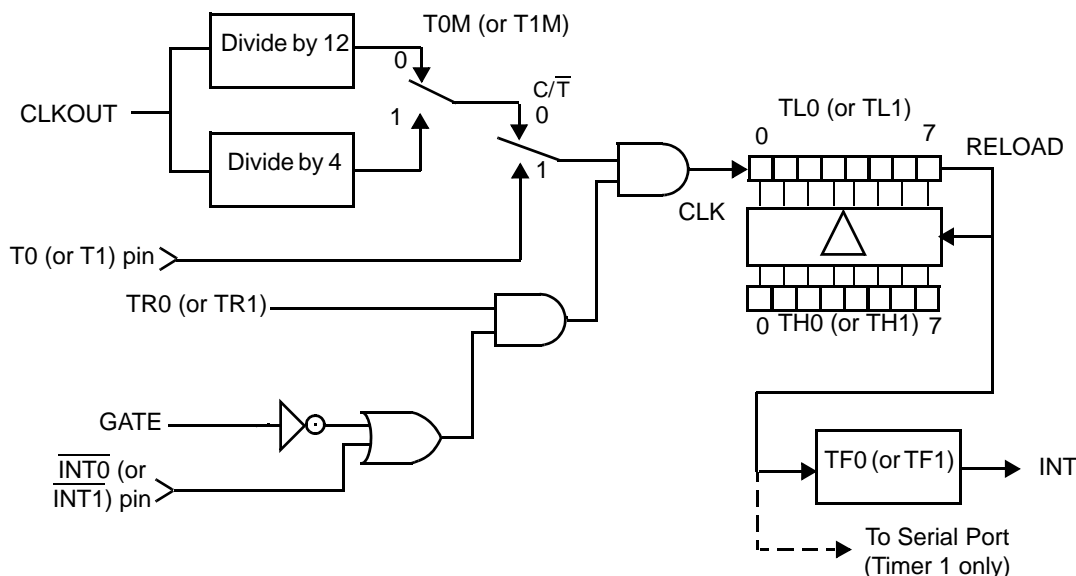 T0M (or T1M)
Divide by 12
0
C/T̅
0
CLKOUT
1
Divide by 4
1
TL0 (or TL1)
0 7
RELOAD
CLK
T0 (or T1) pin
TR0 (or TR1)
0 TH0 (or TH1) 7
GATE
I̅N̅T̅0̅ (or
I̅N̅T̅1̅) pin
TF0 (or TF1)
INT
To Serial Port
(Timer 1 only)